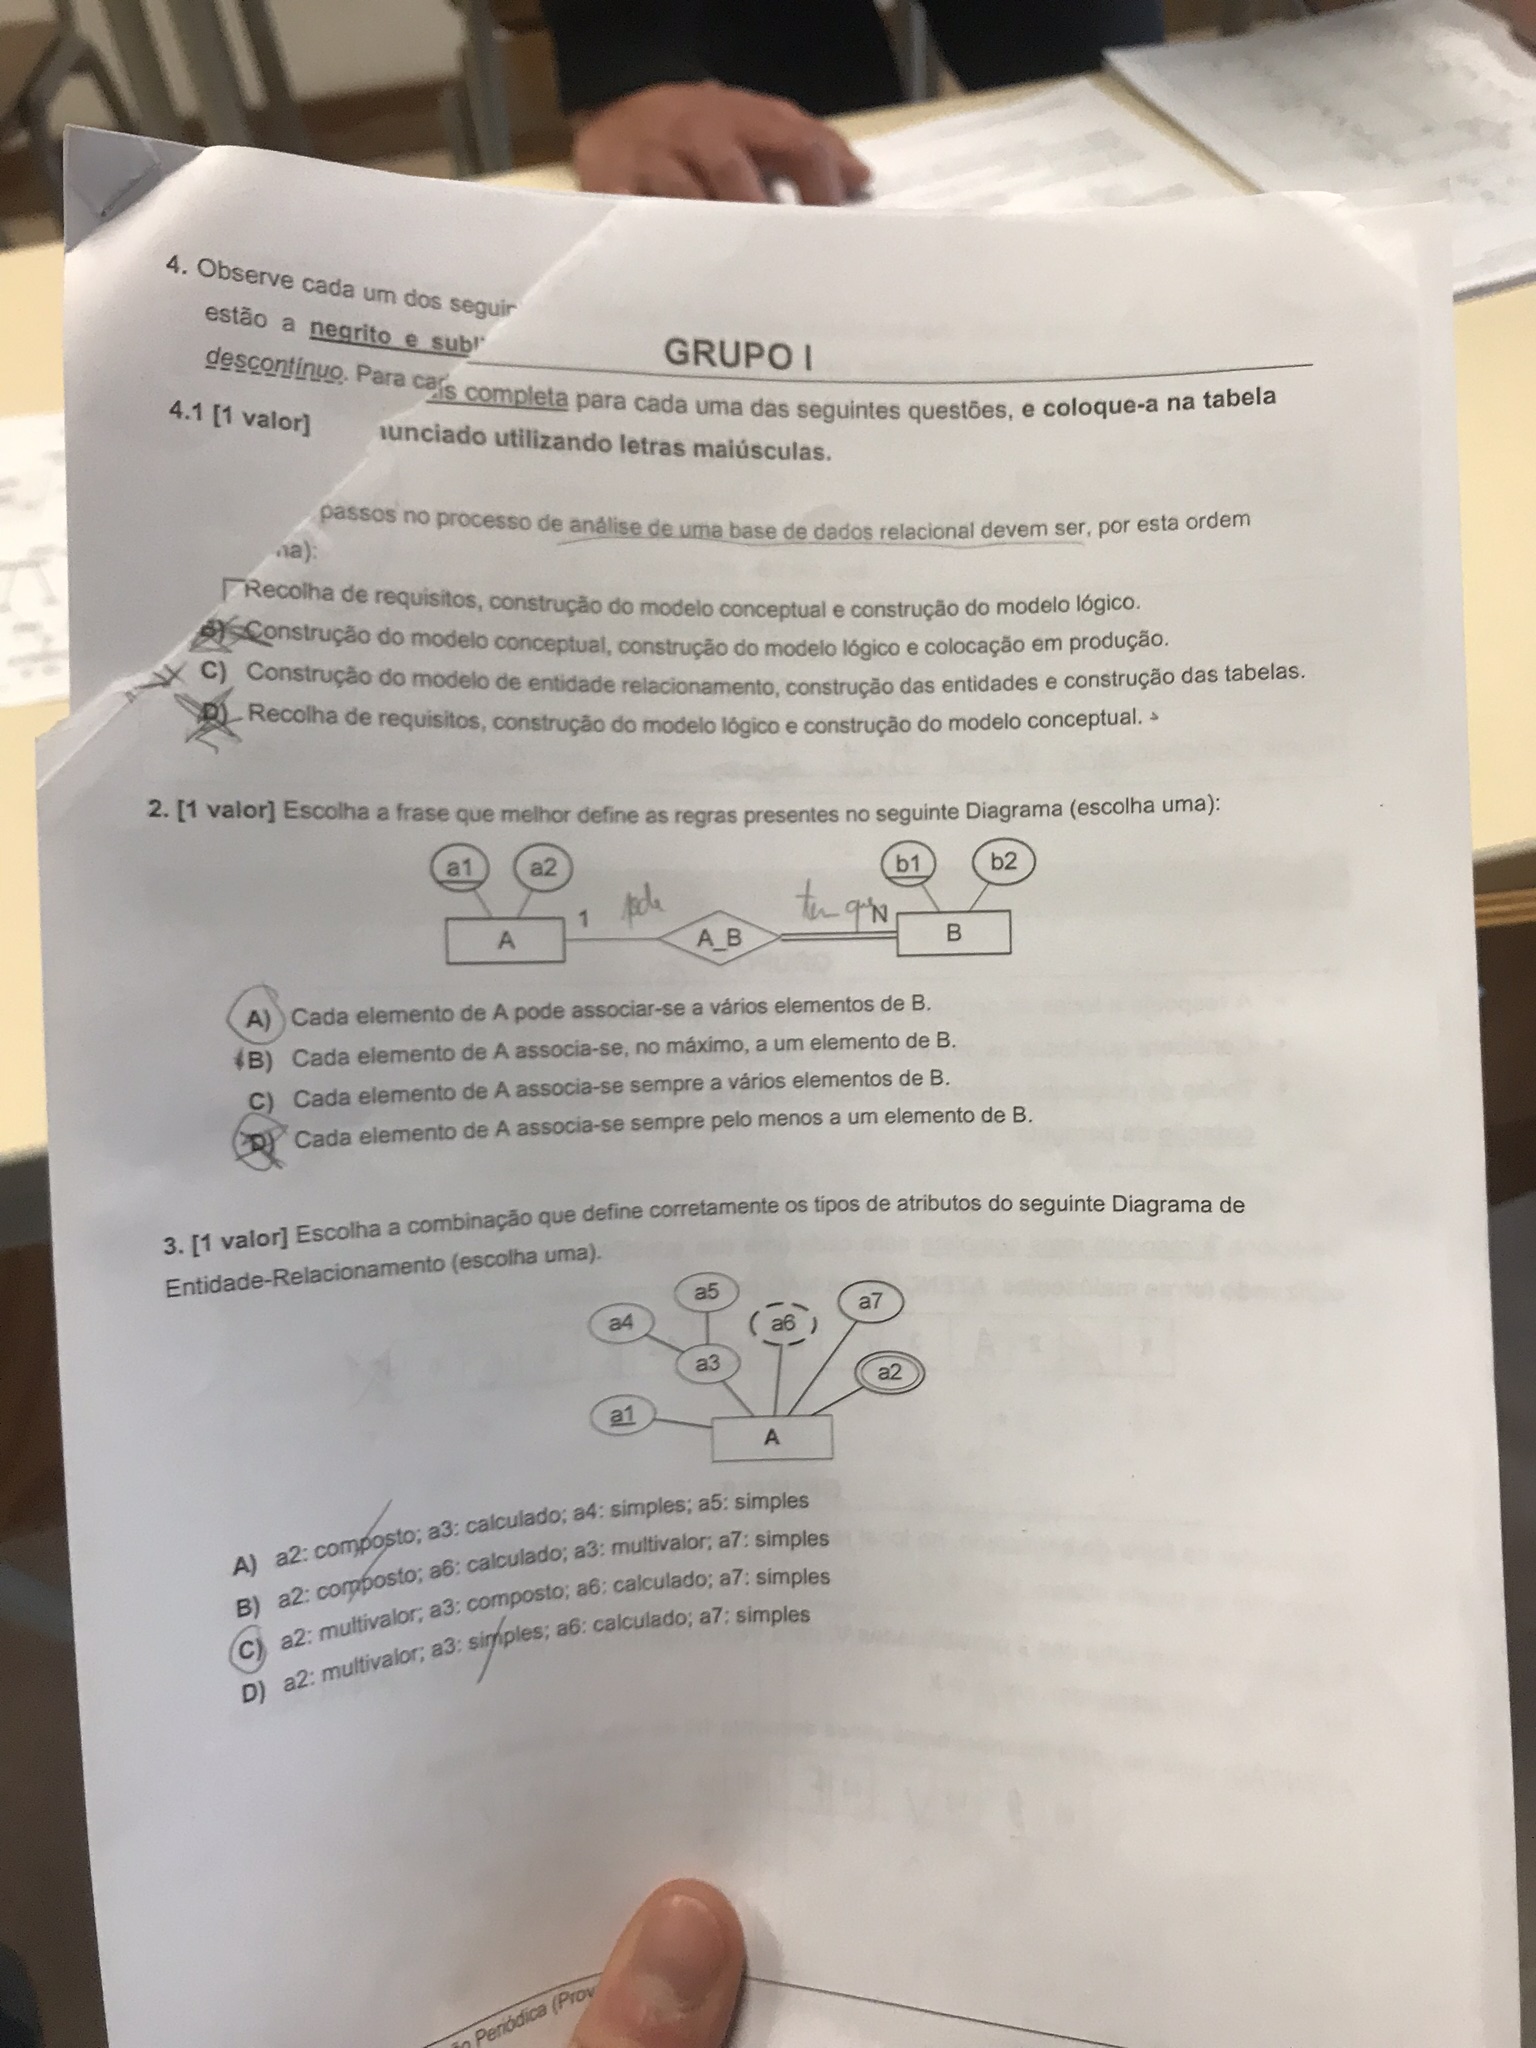 4. Observe cada um dos seguin
estão a negrito e subl
descontínuo. Para cad
4.1 [1 valor]
GRUPO I
is completa para cada uma das seguintes questões, e coloque-a na tabela
nunciado utilizando letras maiúsculas.
passos no processo de análise de uma base de dados relacional devem ser, por esta ordem
na):
Recolha de requisitos, construção do modelo conceptual e construção do modelo lógico.
B) Construção do modelo conceptual, construção do modelo lógico e colocação em produção.
C) Construção do modelo de entidade relacionamento, construção das entidades e construção das tabelas.
D) Recolha de requisitos, construção do modelo lógico e construção do modelo conceptual.
2. [1 valor] Escolha a frase que melhor define as regras presentes no seguinte Diagrama (escolha uma):
a1 a2 b1 b2
1 pode tem que N
A A_B B
A) Cada elemento de A pode associar-se a vários elementos de B.
B) Cada elemento de A associa-se, no máximo, a um elemento de B.
C) Cada elemento de A associa-se sempre a vários elementos de B.
D) Cada elemento de A associa-se sempre pelo menos a um elemento de B.
3. [1 valor] Escolha a combinação que define corretamente os tipos de atributos do seguinte Diagrama de
Entidade-Relacionamento (escolha uma).
a5 a7
a4 a6
a3 a2
a1
A
A) a2: composto; a3: calculado; a4: simples; a5: simples
B) a2: composto; a6: calculado; a3: multivalor; a7: simples
C) a2: multivalor; a3: composto; a6: calculado; a7: simples
D) a2: multivalor; a3: simples; a6: calculado; a7: simples
ão Periódica (Prov